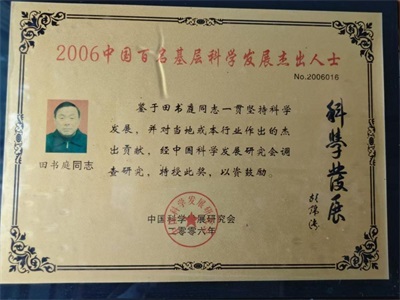 2006中国百名基层科学发展杰出人士
No.2006016
鉴于田书庭同志一贯坚持科学
发展，并对当地或本行业作出的杰
出贡献，经中国科学发展研究会调
查研究，特授此奖，以资鼓励。
田书庭同志
科学发展
中国科学发展研究会
二〇〇六年